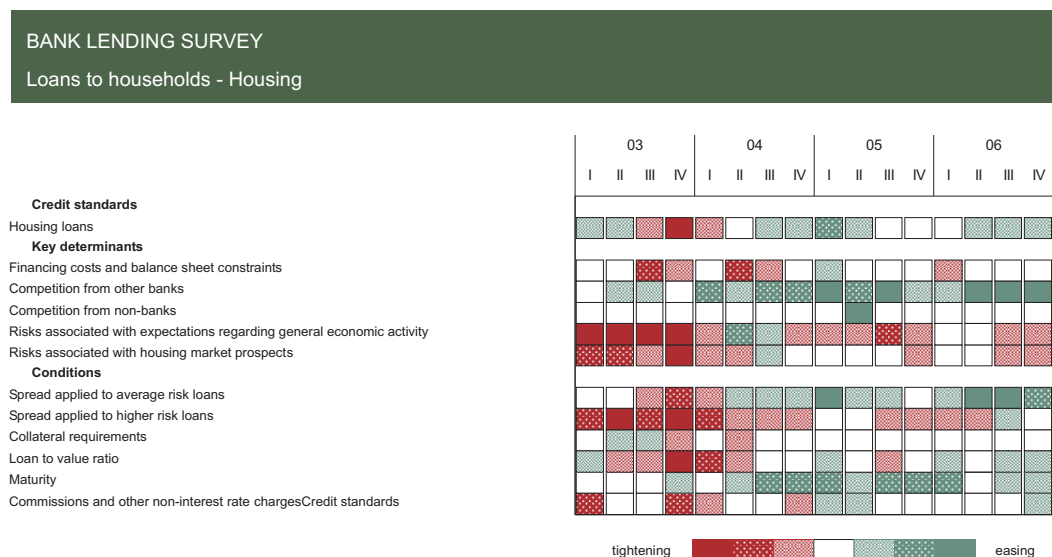 BANK LENDING SURVEY
Loans to households - Housing
03 04 05 06
I II III IV I II III IV I II III IV I II III IV
Credit standards
Housing loans
Key determinants
Financing costs and balance sheet constraints
Competition from other banks
Competition from non-banks
Risks associated with expectations regarding general economic activity
Risks associated with housing market prospects
Conditions
Spread applied to average risk loans
Spread applied to higher risk loans
Collateral requirements
Loan to value ratio
Maturity
Commissions and other non-interest rate chargesCredit standards
tightening easing